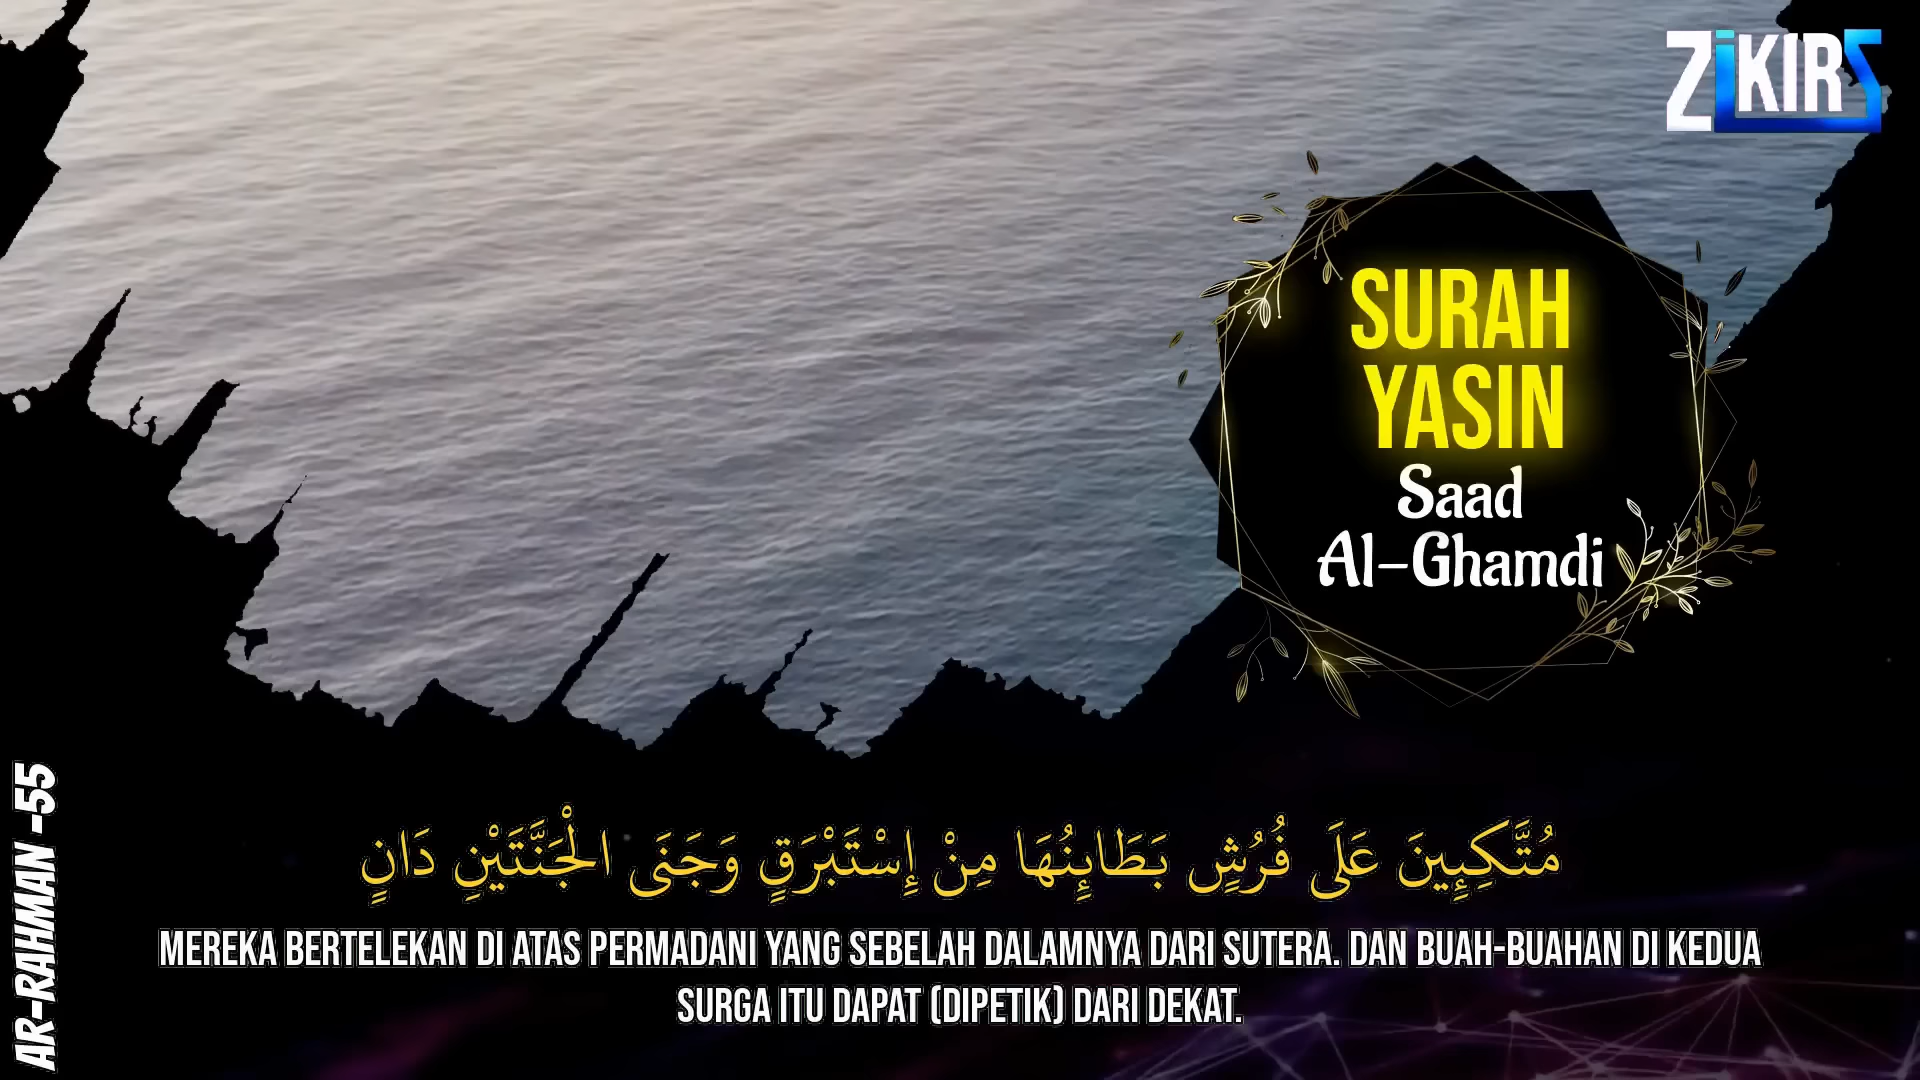 ZiKIRS
SURAH
YASIN
Saad
Al-Ghamdi
AR-RAHMAN -55
مُتَّكِـِٕينَ عَلَى فُرُشٍ بَطَائِنُهَا مِنْ إِسْتَبْرَقٍ وَجَنَى الْجَنَّتَيْنِ دَانٍ
MEREKA BERTELEKAN DI ATAS PERMADANI YANG SEBELAH DALAMNYA DARI SUTERA. DAN BUAH-BUAHAN DI KEDUA
SURGA ITU DAPAT (DIPETIK) DARI DEKAT.